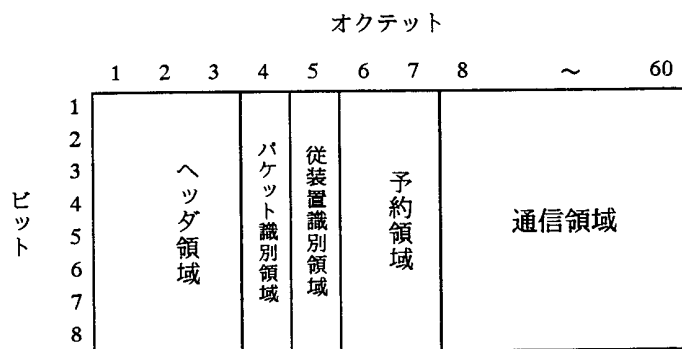 オクテット
1 2 3 4 5 6 7 8 ~ 60
ビット
1
2
3
4
5
6
7
8
ヘッダ領域
パケット識別領域
従装置識別領域
予約領域
通信領域